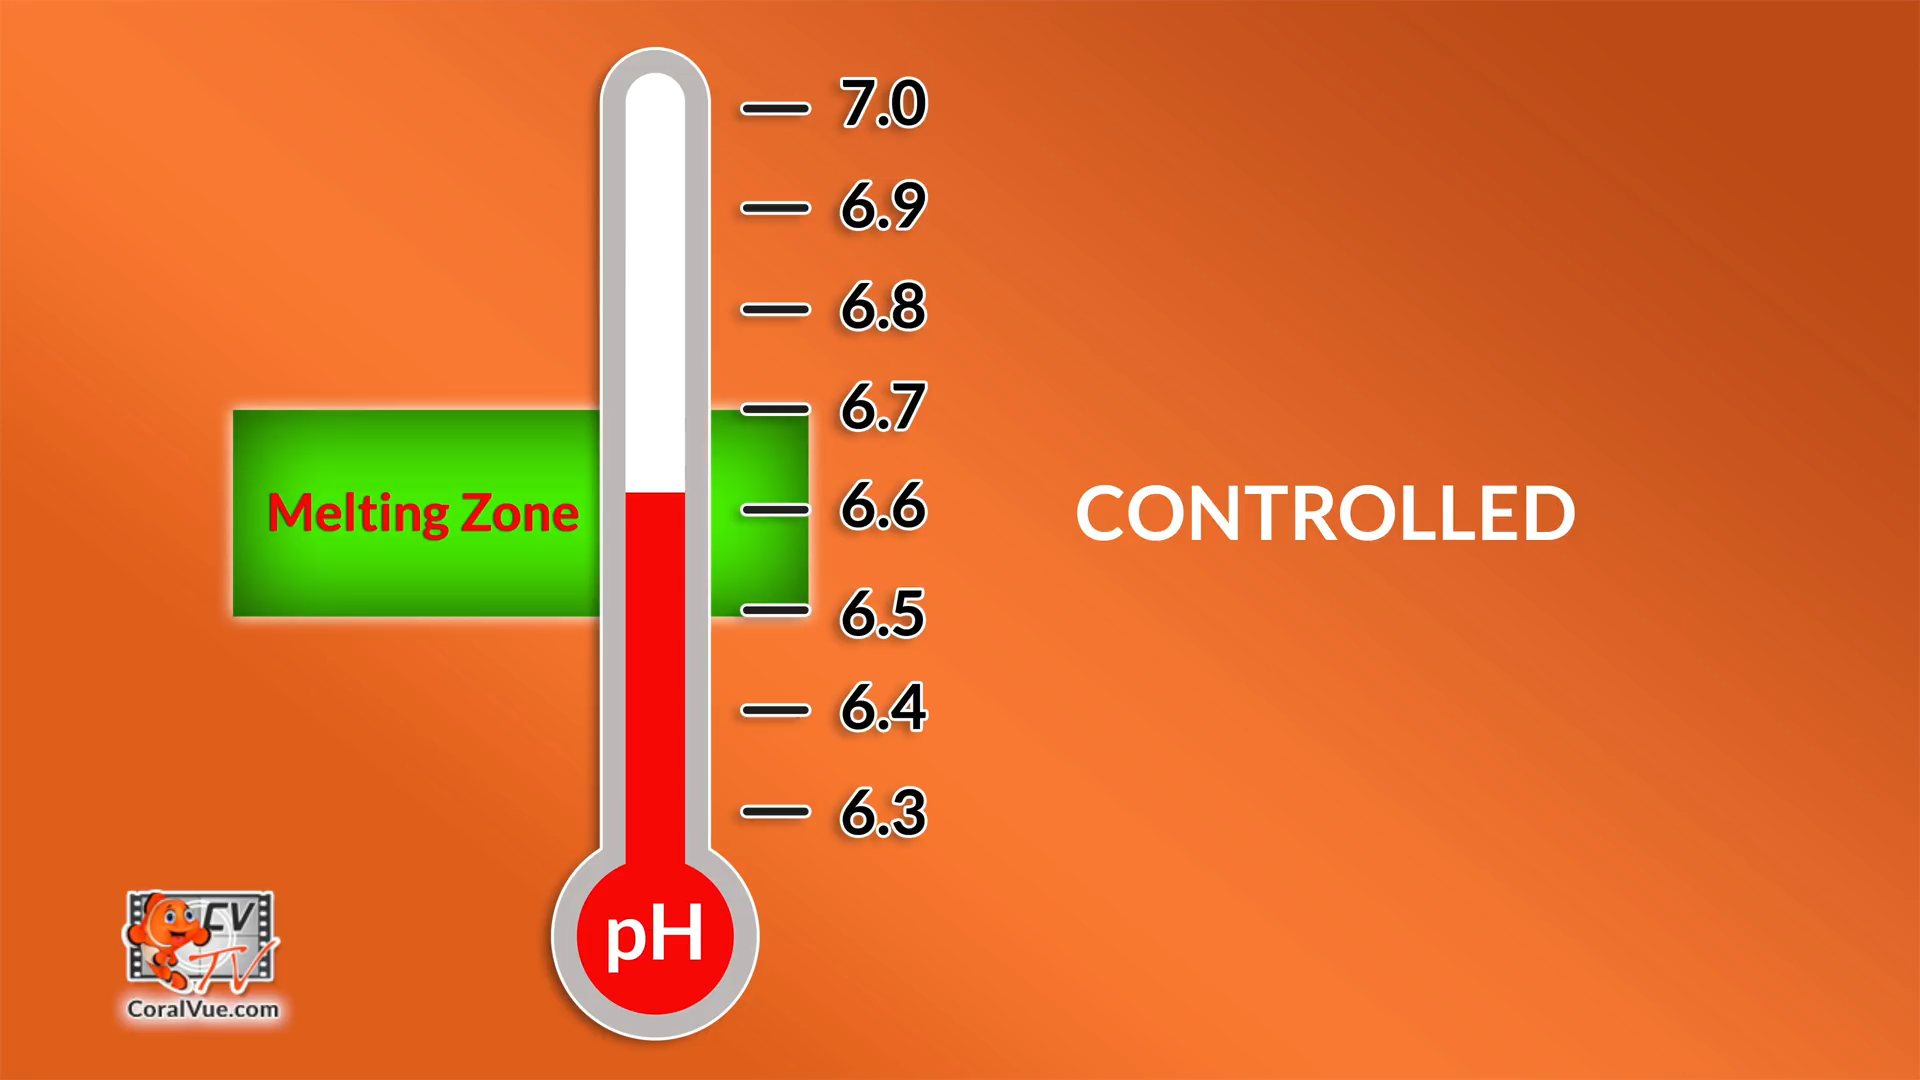 7.0
6.9
6.8
6.7
Melting Zone
6.6
CONTROLLED
6.5
6.4
6.3
pH
CV
TV
CoralVue.com